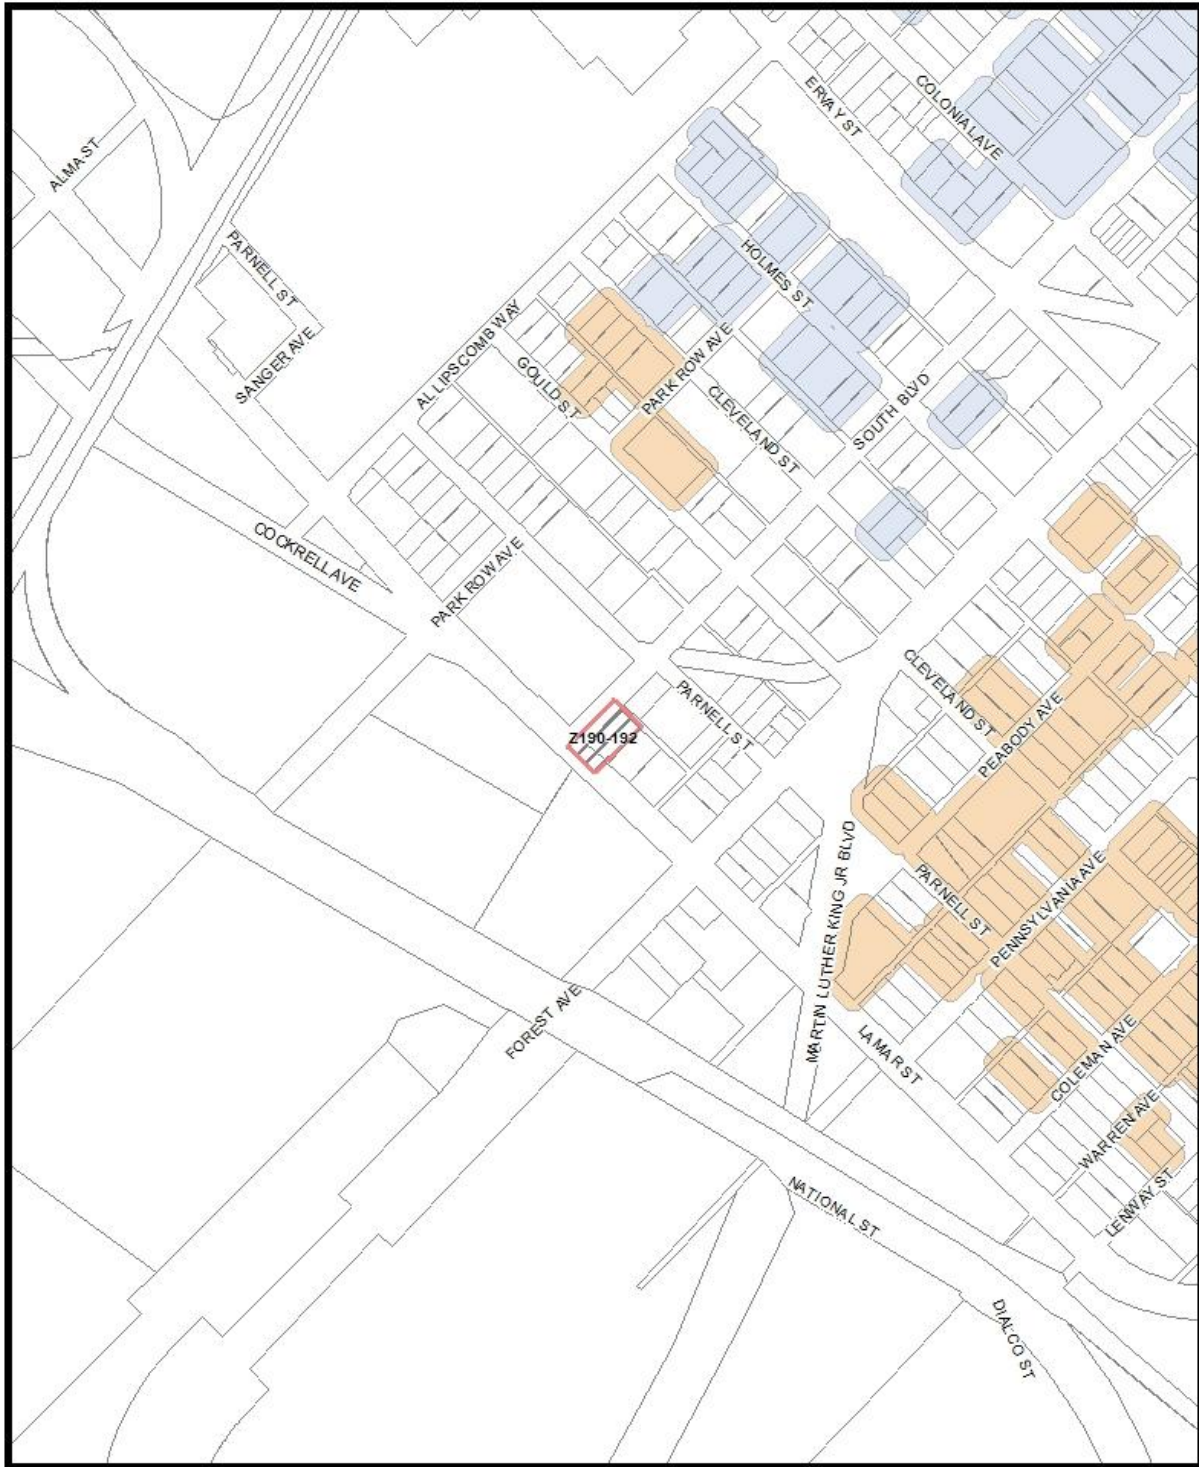 ERVAY ST
COLONIAL AVE
ALMA ST
PARNELL ST
HOLMES ST
SANGER AVE
AL LIPSCOMB WAY
GOULD ST
PARK ROW AVE
CLEVELAND ST
SOUTH BLVD
COCKRELL AVE
PARK ROW AVE
CLEVELAND ST
PARNELL ST
PEABODY AVE
Z190-192
MARTIN LUTHER KING JR BLVD
PARNELL ST
PENNSYLVANIA AVE
FOREST AVE
LAMAR ST
COLEMAN AVE
WARREN AVE
LENWAY ST
NATIONAL ST
DIALCO ST